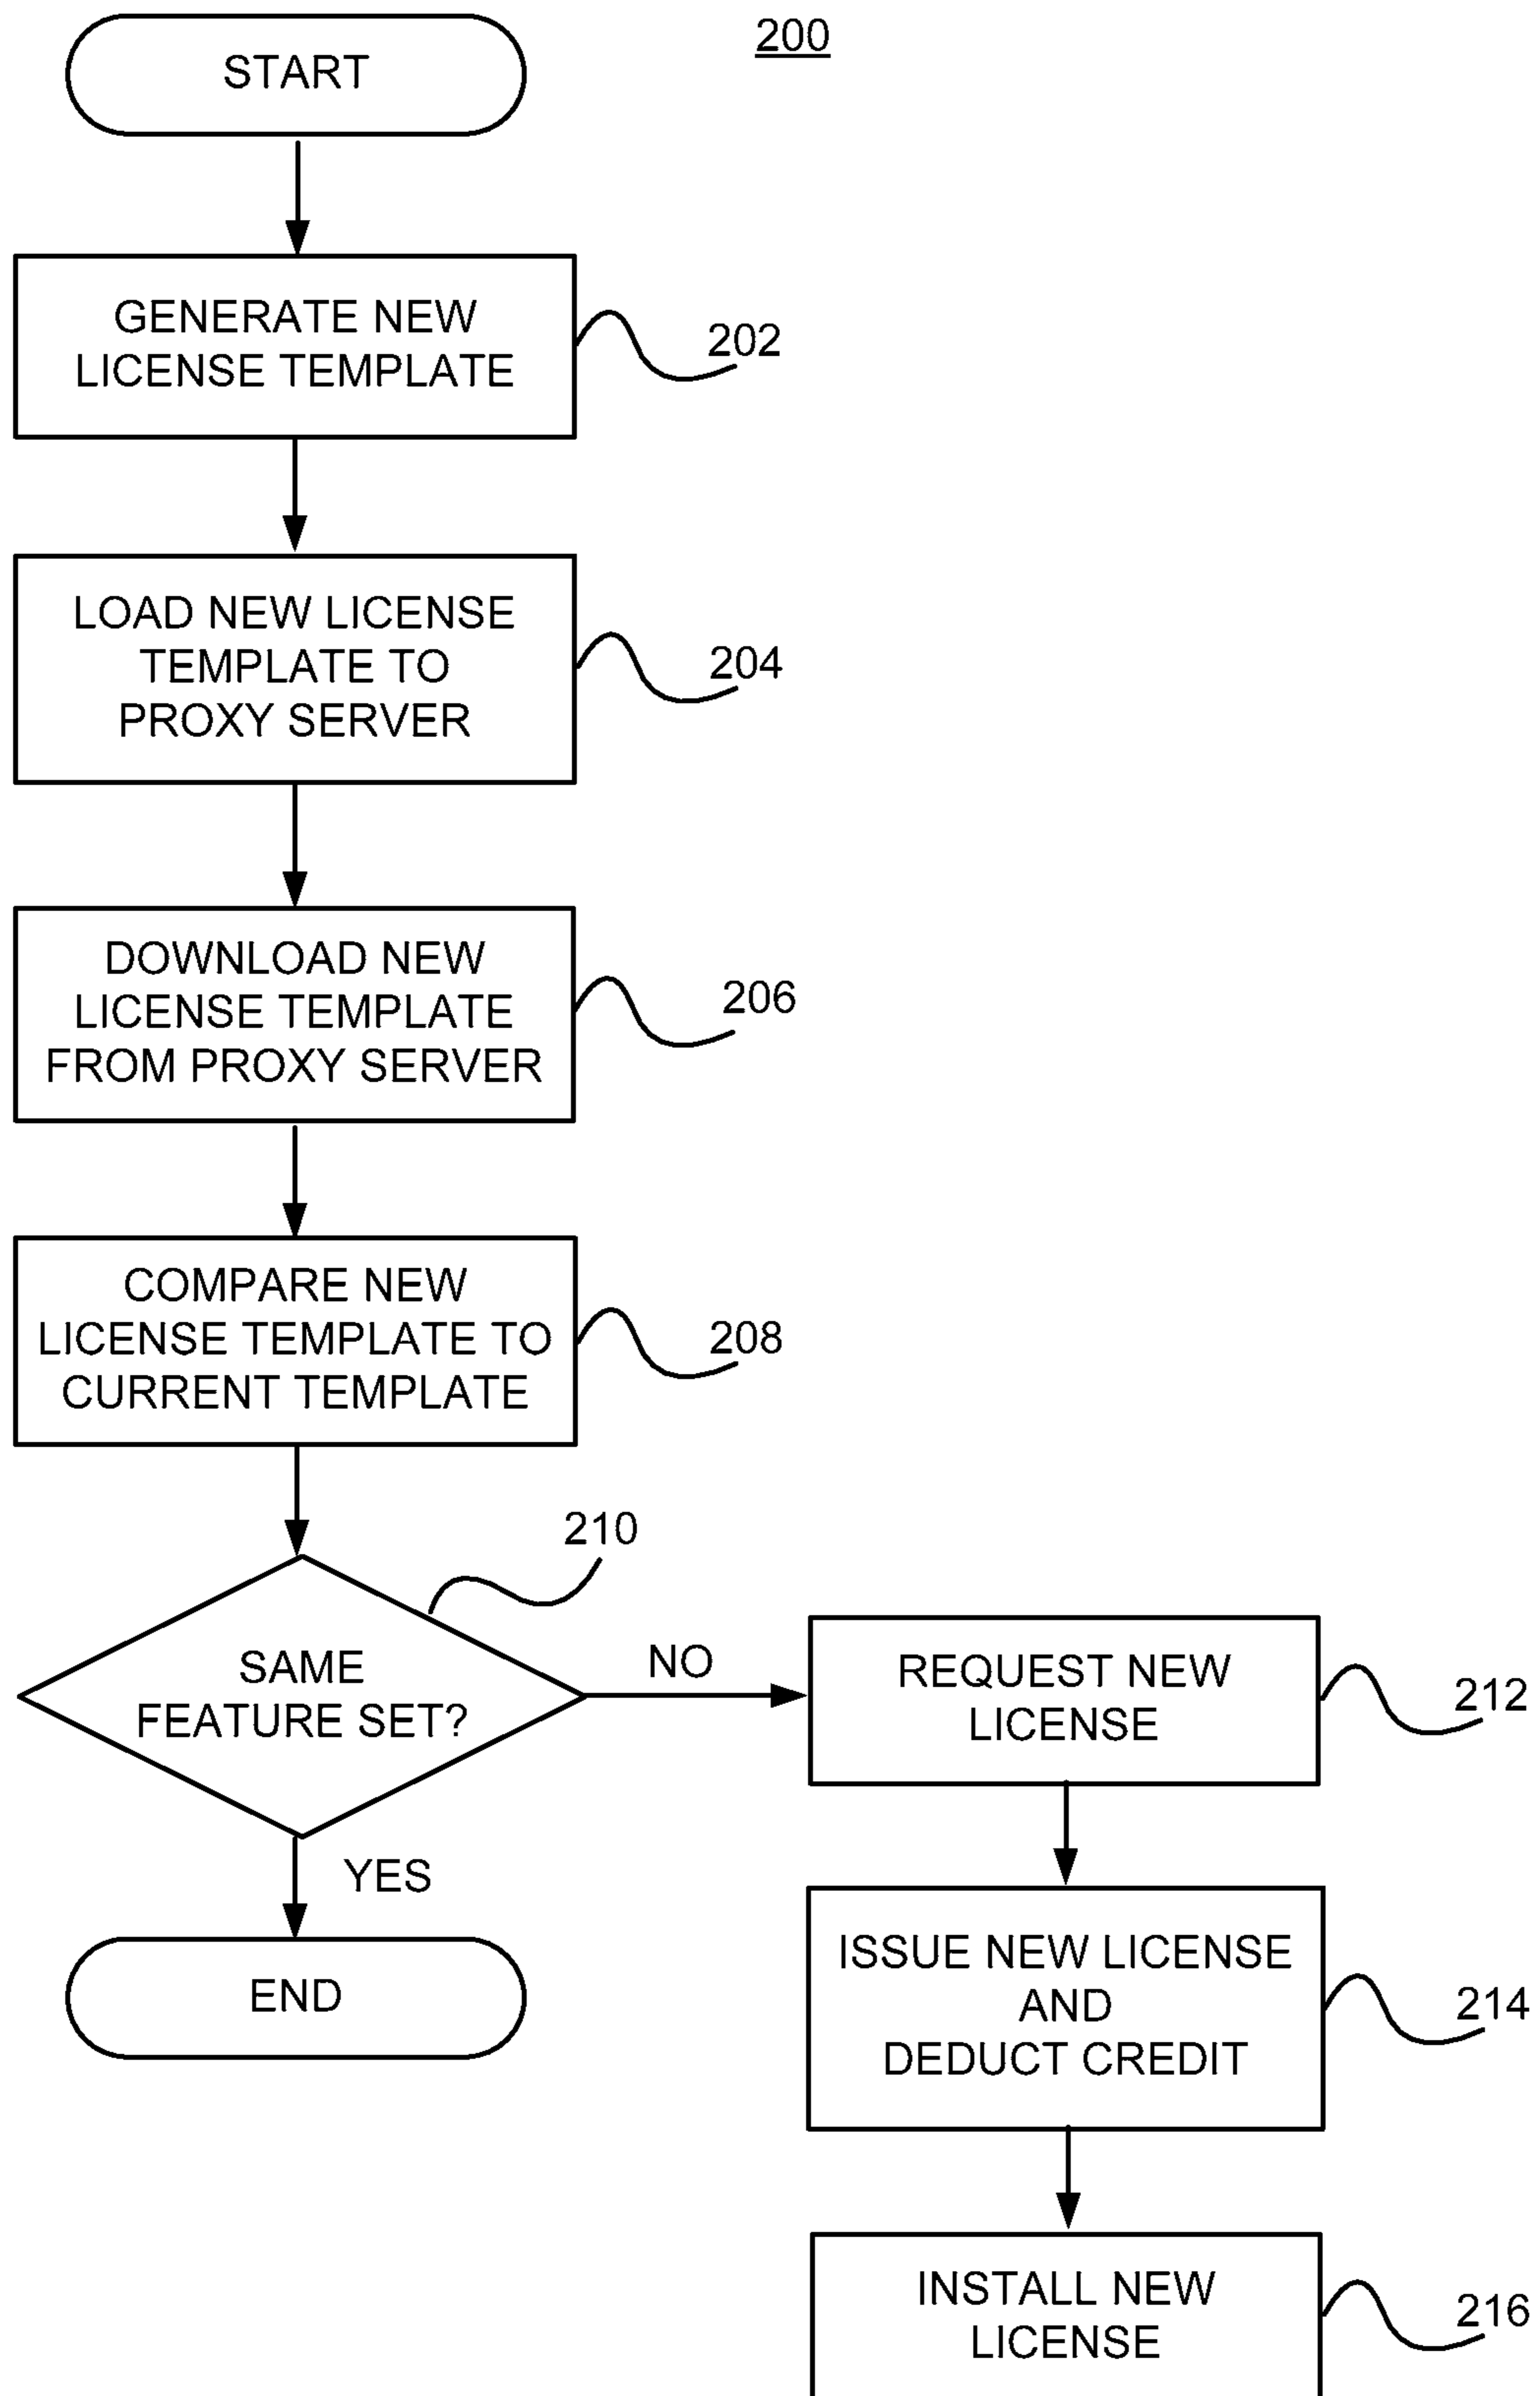 200
START
GENERATE NEW
LICENSE TEMPLATE
202
LOAD NEW LICENSE
TEMPLATE TO
PROXY SERVER
204
DOWNLOAD NEW
LICENSE TEMPLATE
FROM PROXY SERVER
206
COMPARE NEW
LICENSE TEMPLATE TO
CURRENT TEMPLATE
208
210
SAME
FEATURE SET?
NO
YES
END
REQUEST NEW
LICENSE
212
ISSUE NEW LICENSE
AND
DEDUCT CREDIT
214
INSTALL NEW
LICENSE
216